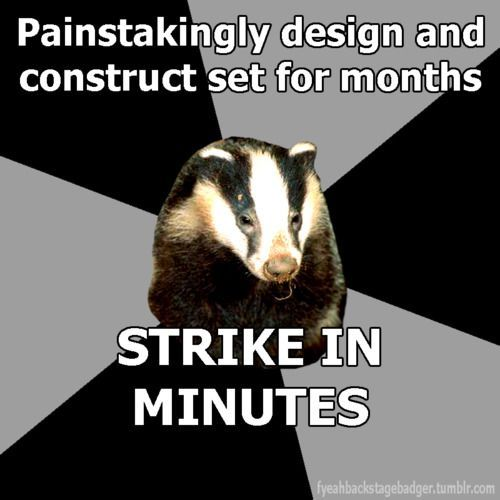 Painstakingly design and
construct set for months
STRIKE IN
MINUTES
fyeahbackstagebadger.tumblr.com